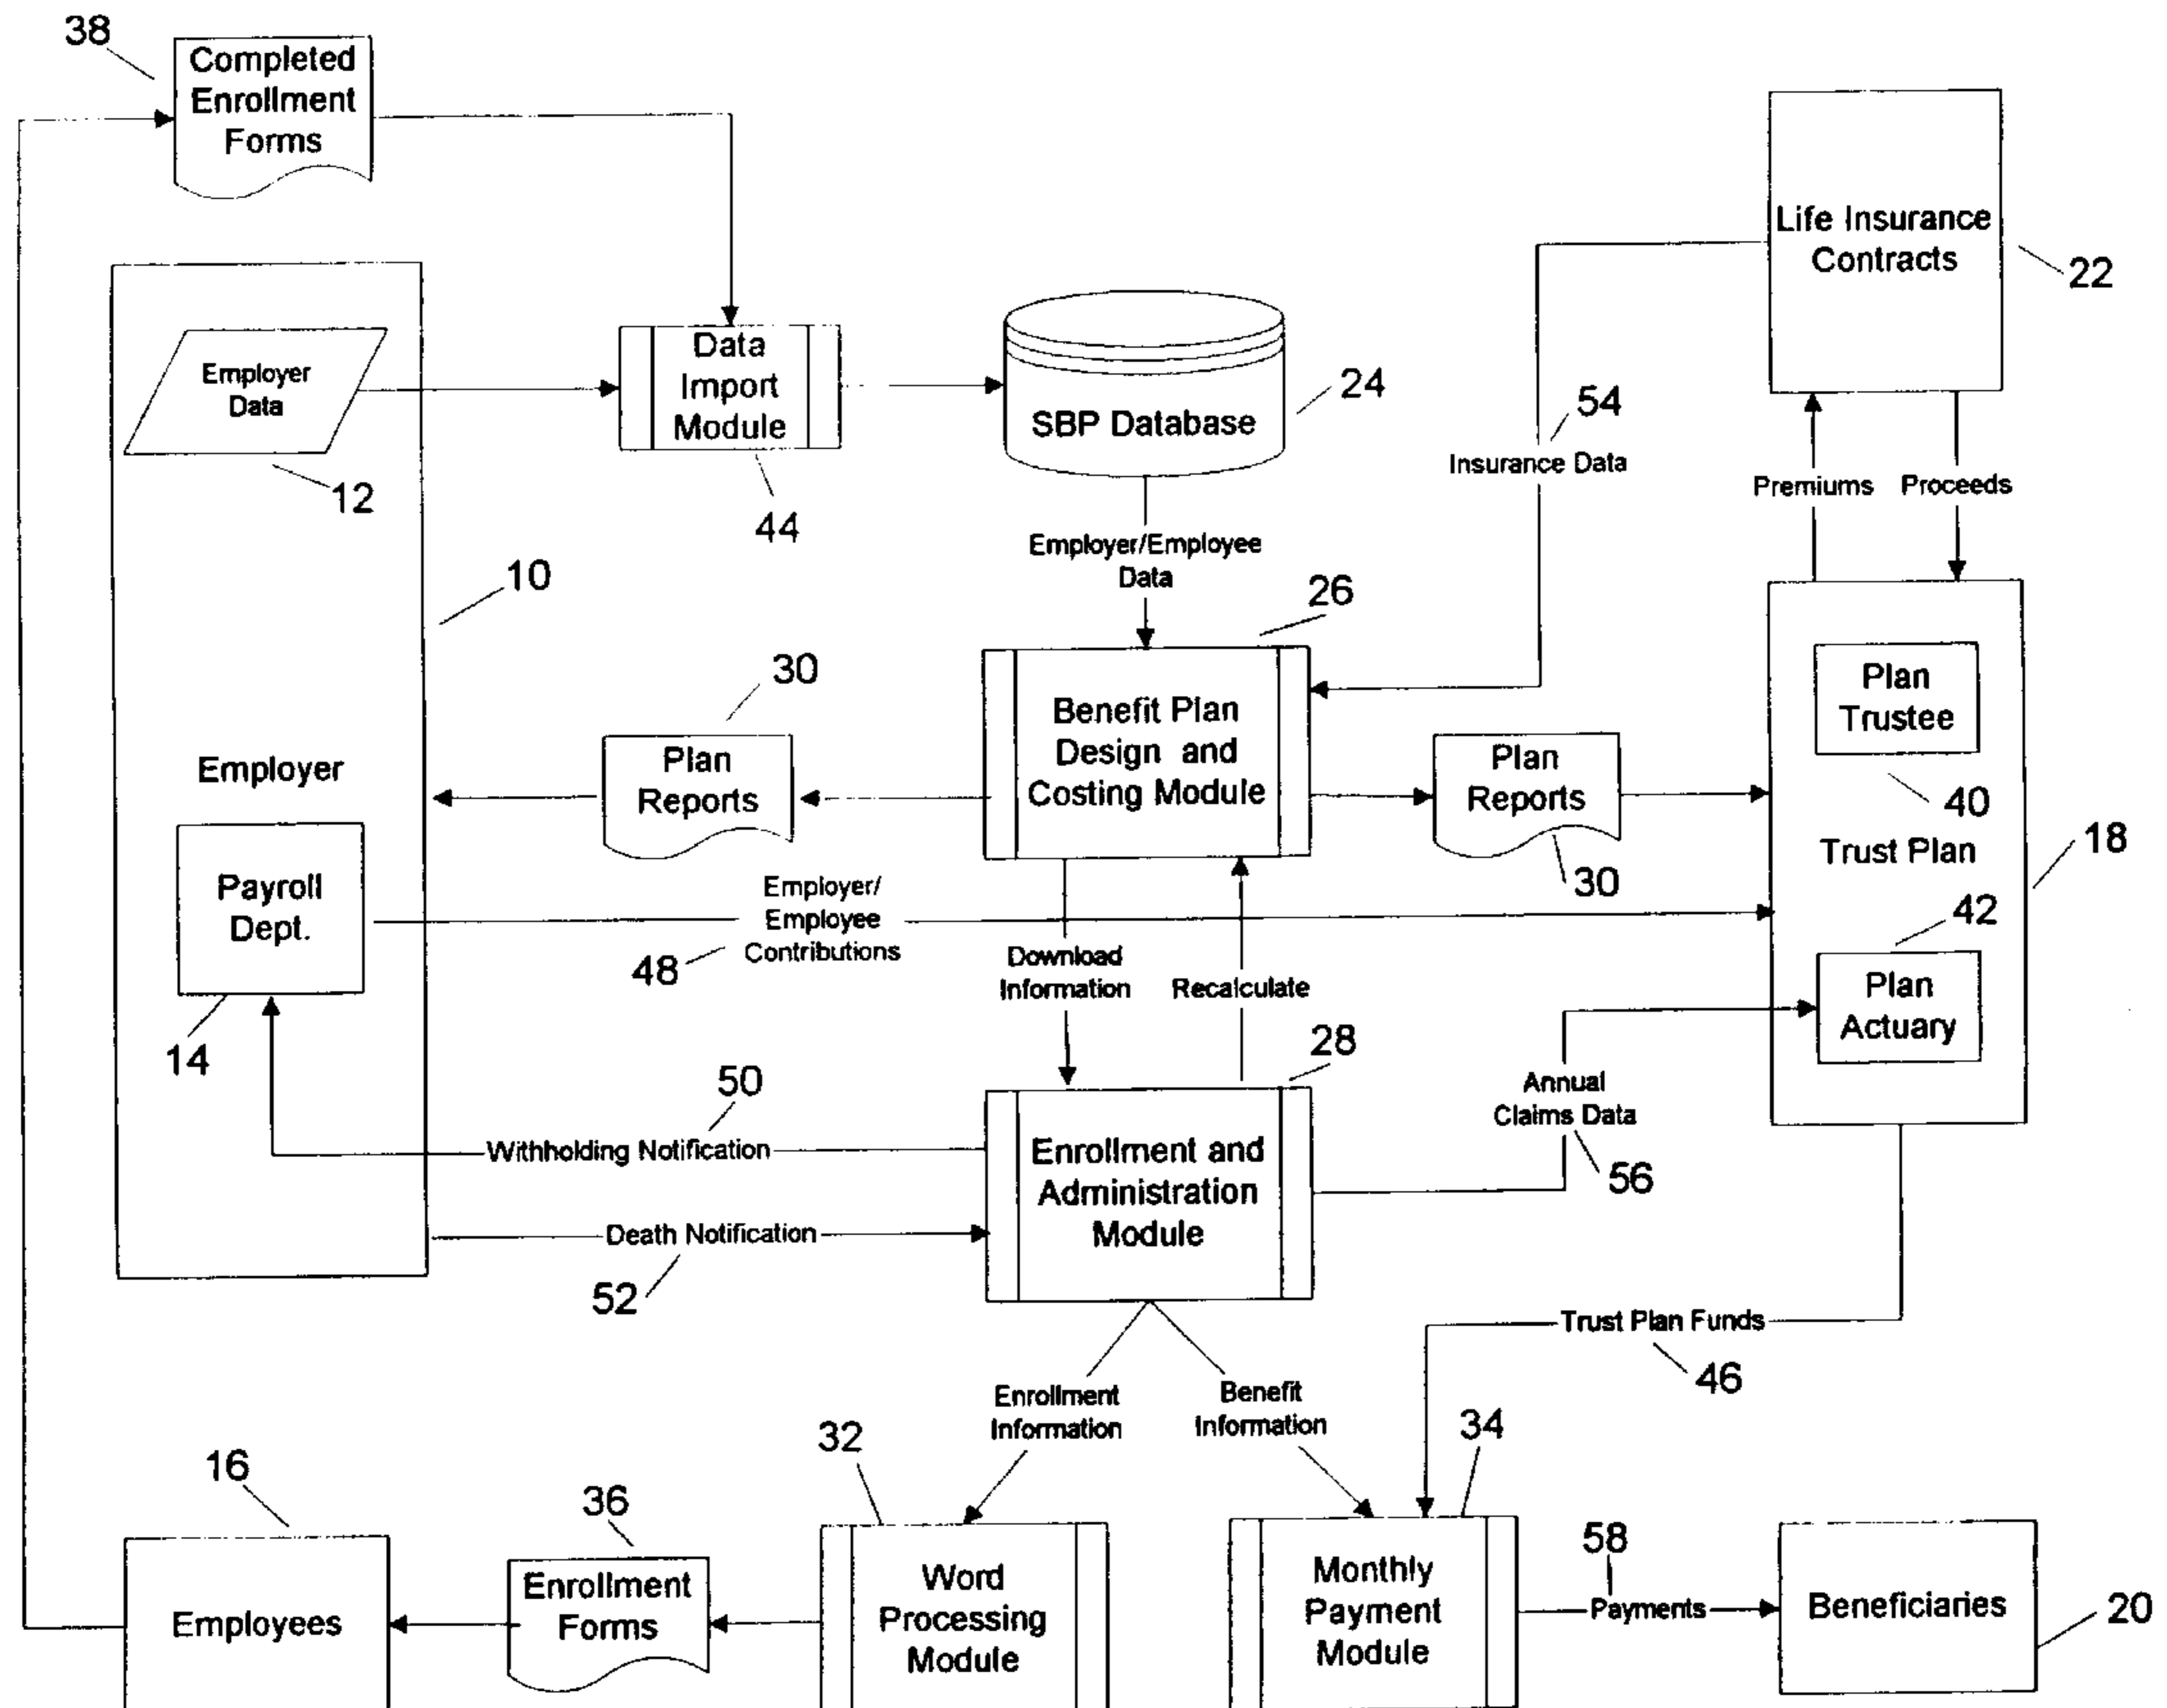 38
Completed
Enrollment
Forms
Life Insurance
Contracts
22
Employer
Data
12
Data
Import
Module
44
SBP Database
24
54
Insurance Data
Premiums
Proceeds
Employer/Employee
Data
10
26
30
Plan
Reports
Benefit Plan
Design and
Costing Module
Plan
Reports
30
Plan
Trustee
40
Trust Plan
18
Employer
Payroll
Dept.
14
Employer/
Employee
Contributions
48
Download
Information
Recalculate
42
Plan
Actuary
28
50
Withholding Notification
Enrollment and
Administration
Module
Annual
Claims Data
56
Death Notification
52
Trust Plan Funds
46
Enrollment
Information
Benefit
Information
32
34
16
36
58
Employees
Enrollment
Forms
Word
Processing
Module
Monthly
Payment
Module
Payments
Beneficiaries
20